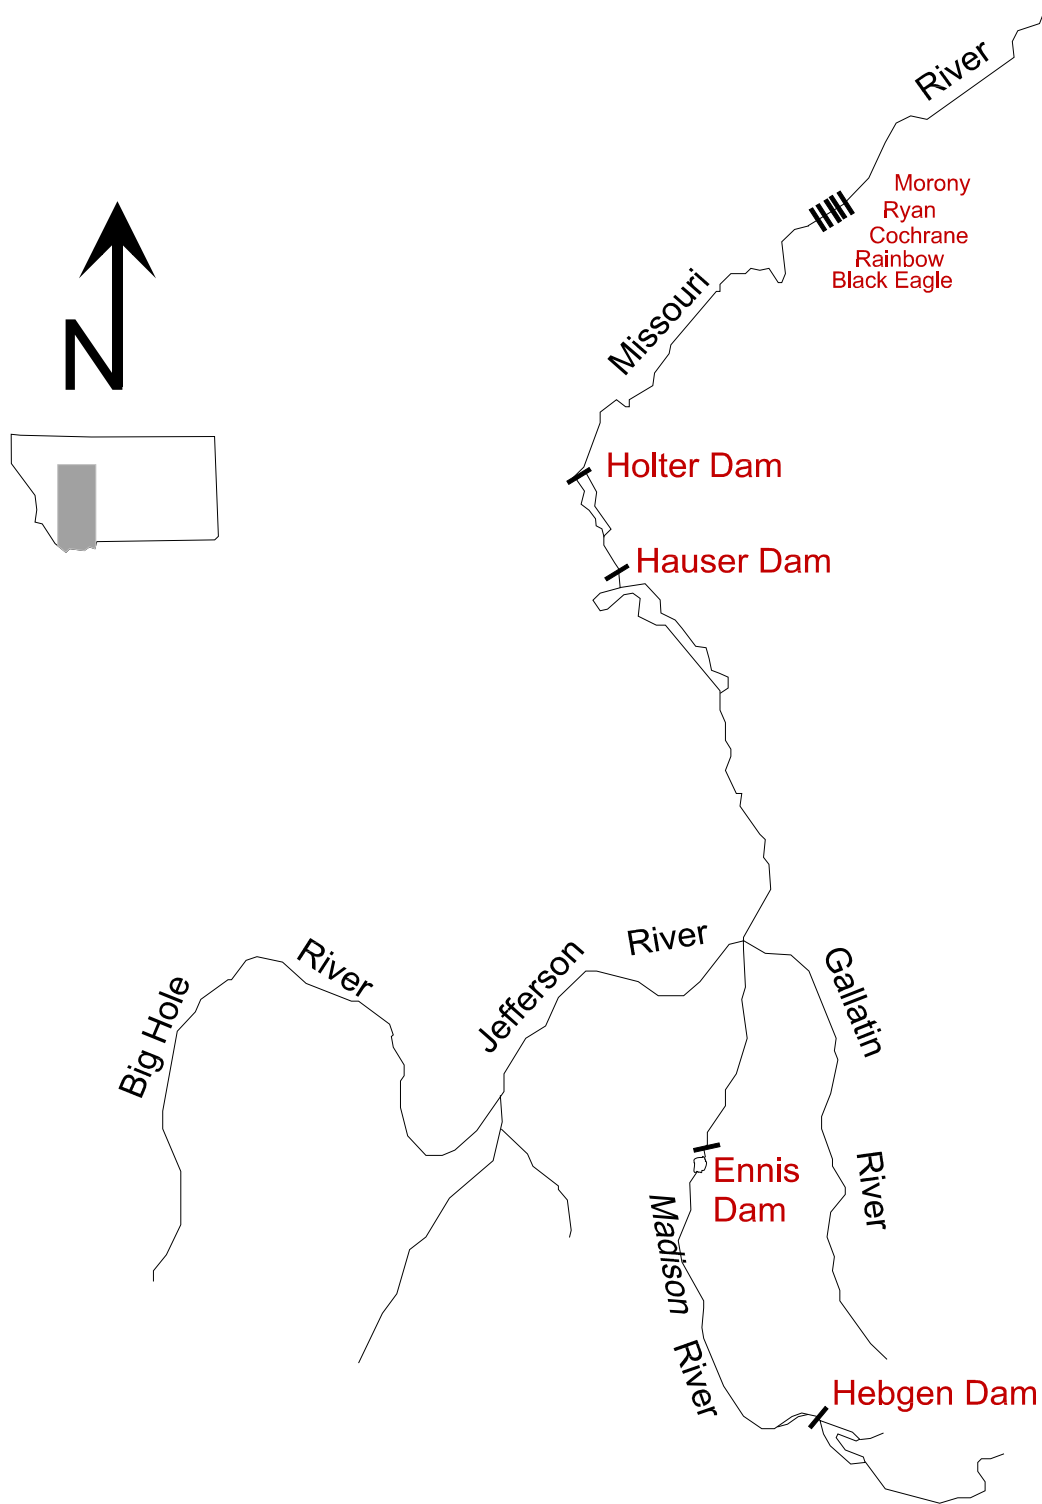 River
Morony
Ryan
Cochrane
Rainbow
Black Eagle
Missouri
N
Holter Dam
Hauser Dam
River
River
Jefferson
Gallatin
Big Hole
Ennis
Dam
River
Madison
River
Hebgen Dam